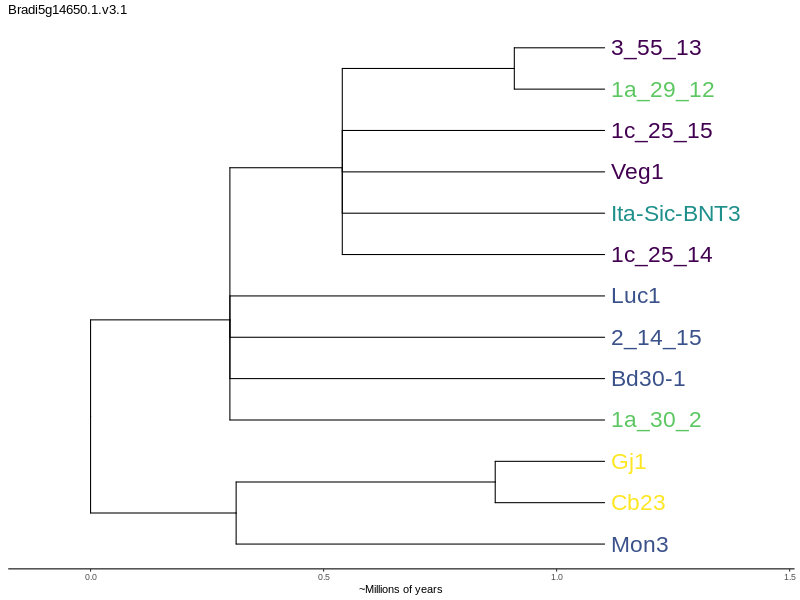 Bradi5g14650.1.v3.1
3_55_13
1a_29_12
1c_25_15
Veg1
Ita-Sic-BNT3
1c_25_14
Luc1
2_14_15
Bd30-1
1a_30_2
Gj1
Cb23
Mon3
0.0 0.5 1.0 1.5
~Millions of years